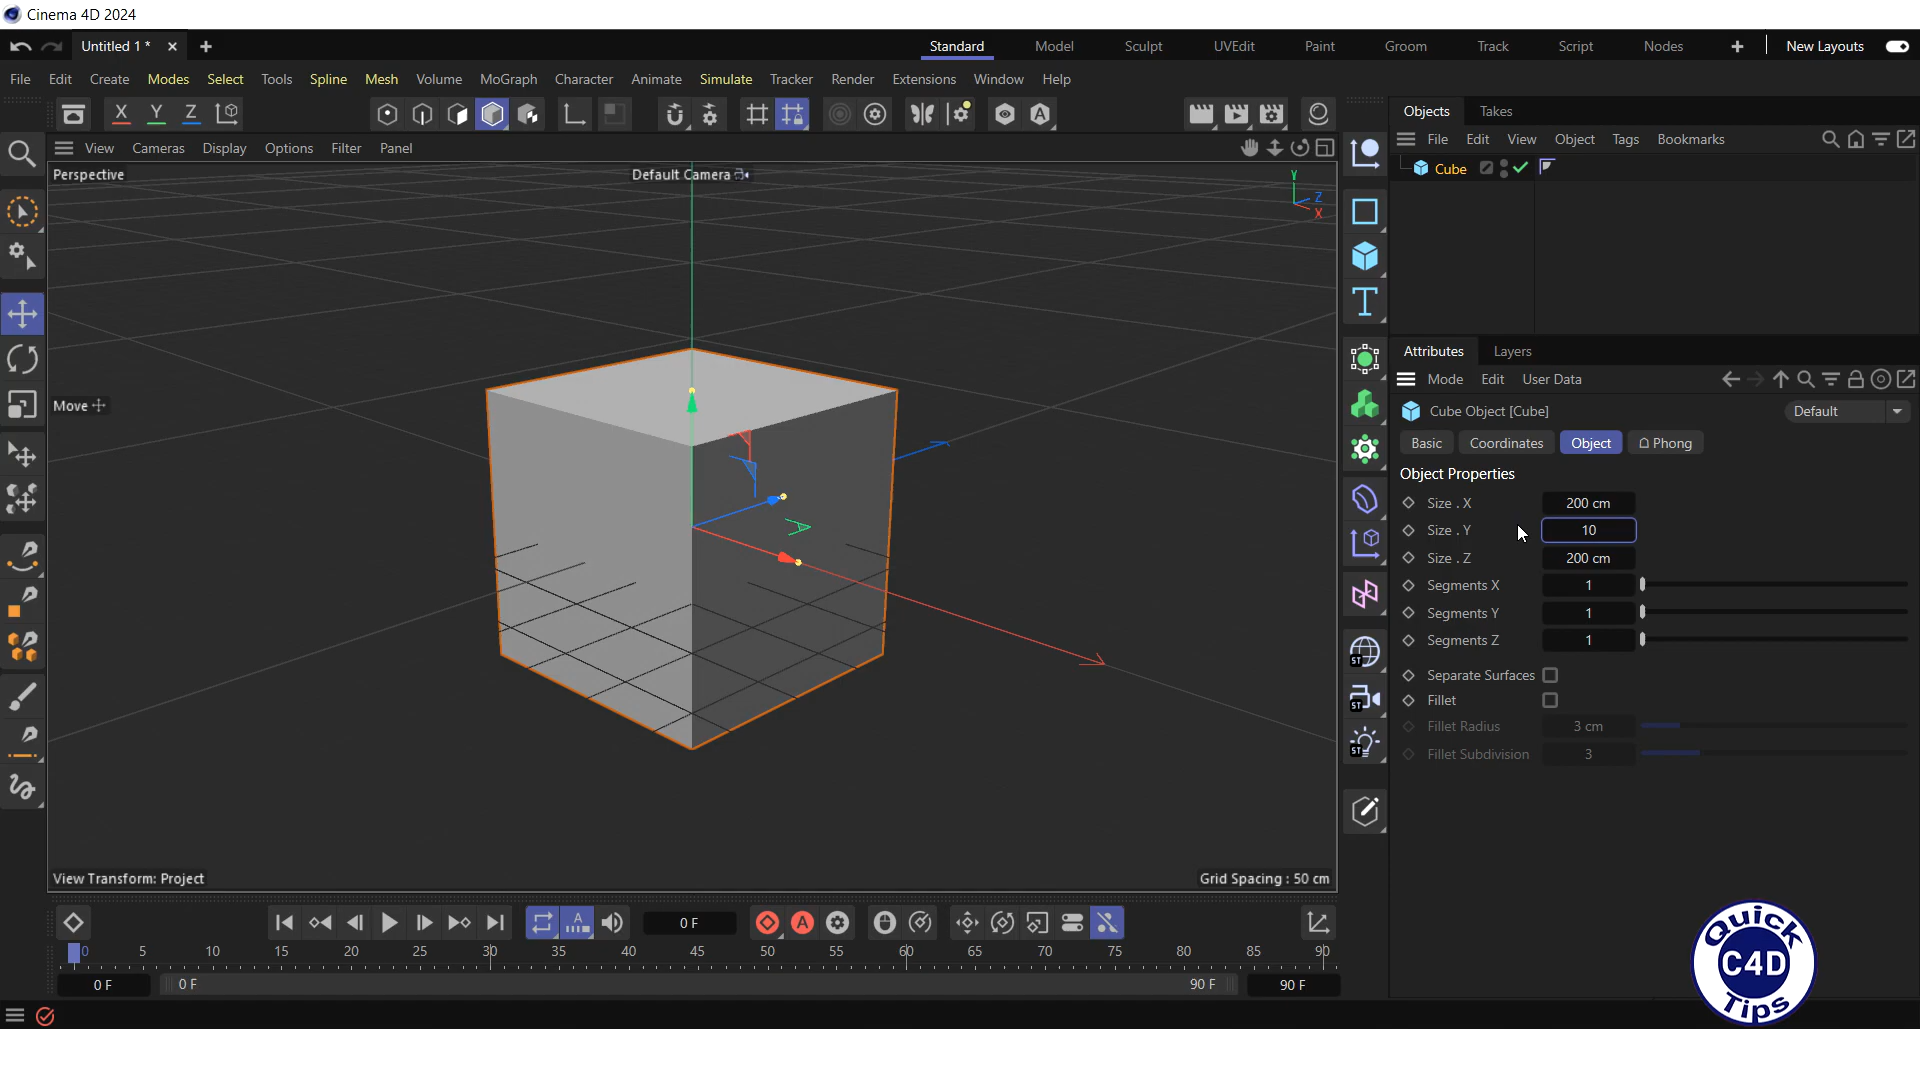 Cinema 4D 2024
Untitled 1 *
Standard Model Sculpt UVEdit Paint Groom Track Script Nodes New Layouts
File Edit Create Modes Select Tools Spline Mesh Volume MoGraph Character Animate Simulate Tracker Render Extensions Window Help
X Y Z
A
Objects Takes
File Edit View Object Tags Bookmarks
View Cameras Display Options Filter Panel
Perspective
Default Camera
Y
Z
X
Cube
Attributes Layers
Mode Edit User Data
Move
Cube Object [Cube]
Default
Basic Coordinates Object Phong
Object Properties
Size . X 200 cm
Size . Y 10
Size . Z 200 cm
Segments X 1
Segments Y 1
Segments Z 1
Separate Surfaces
Fillet
Fillet Radius 3 cm
Fillet Subdivision 3
T
ST
ST
ST
View Transform: Project
Grid Spacing : 50 cm
A
0 F
A
0 5 10 15 20 25 30 35 40 45 50 55 60 65 70 75 80 85 90
0 F 0 F 90 F 90 F
Quick
C4D
Tips